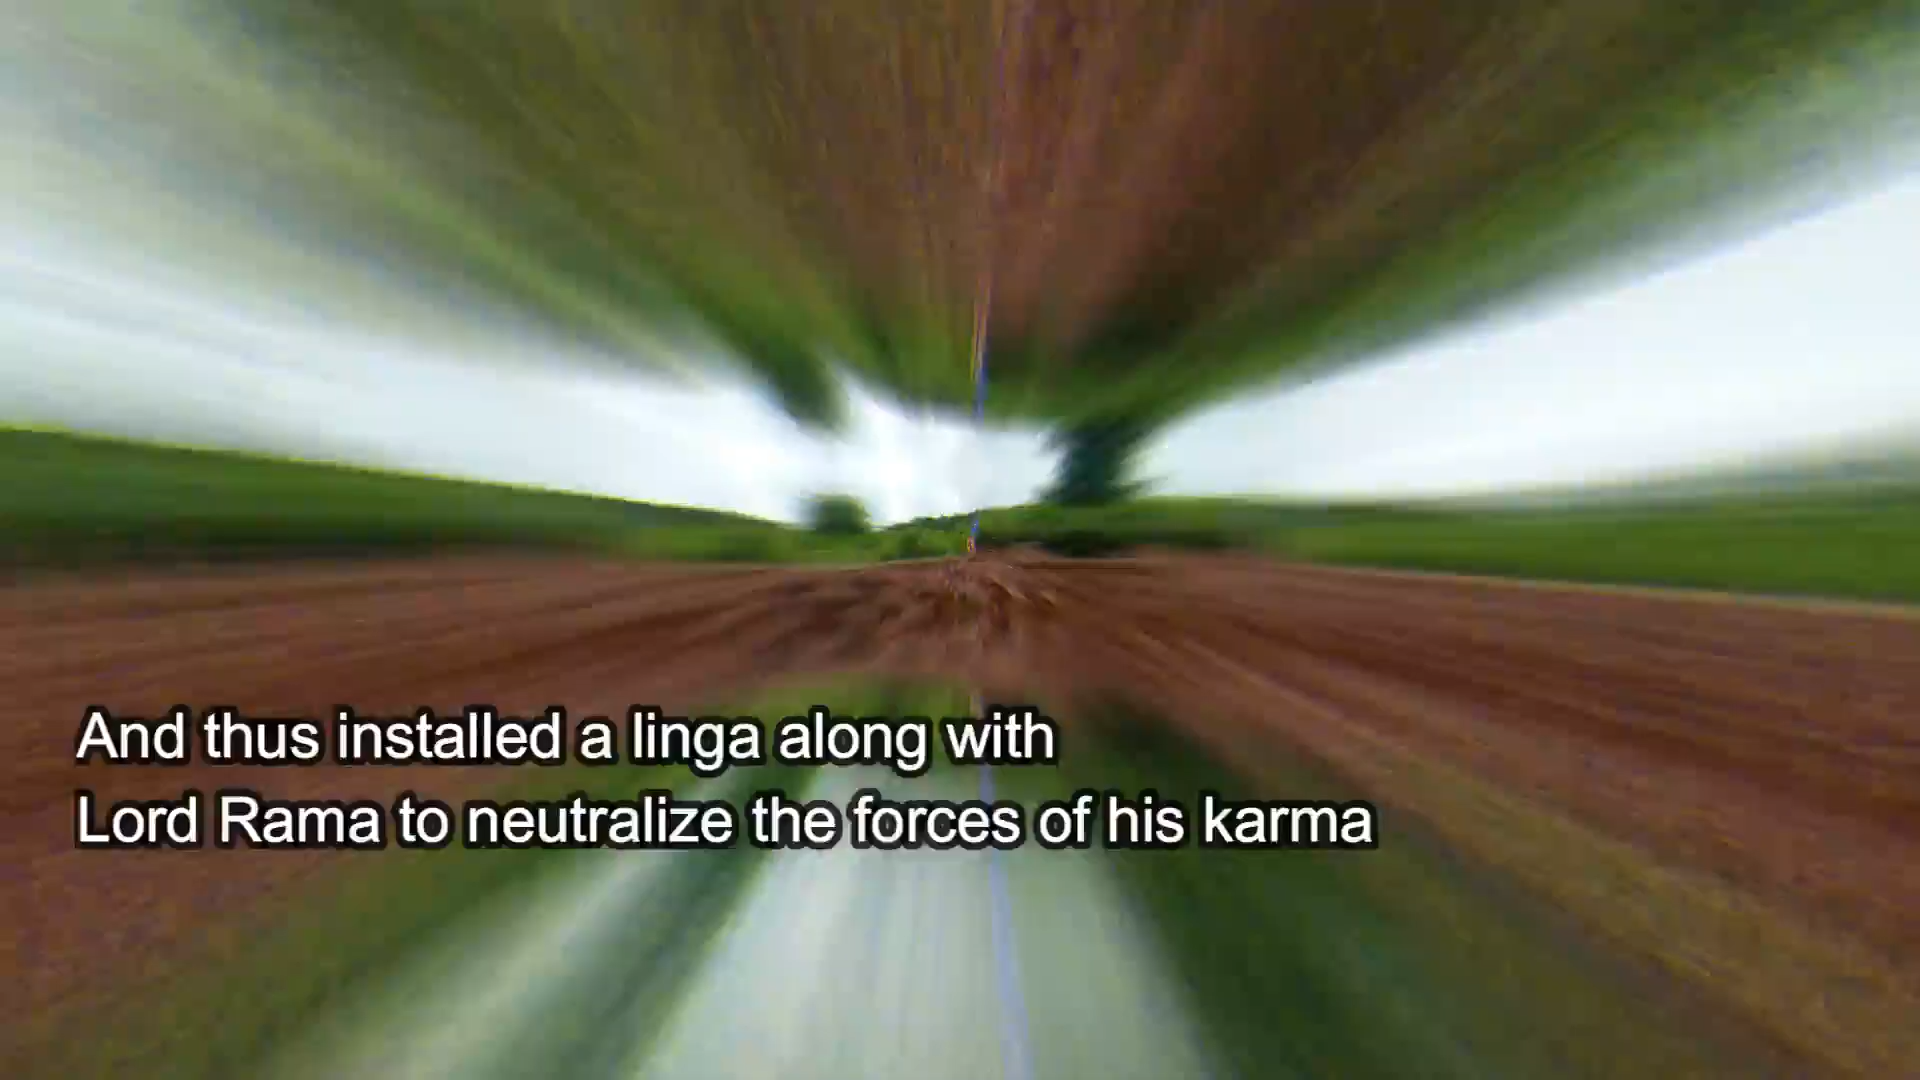 And thus installed a linga along with
Lord Rama to neutralize the forces of his karma